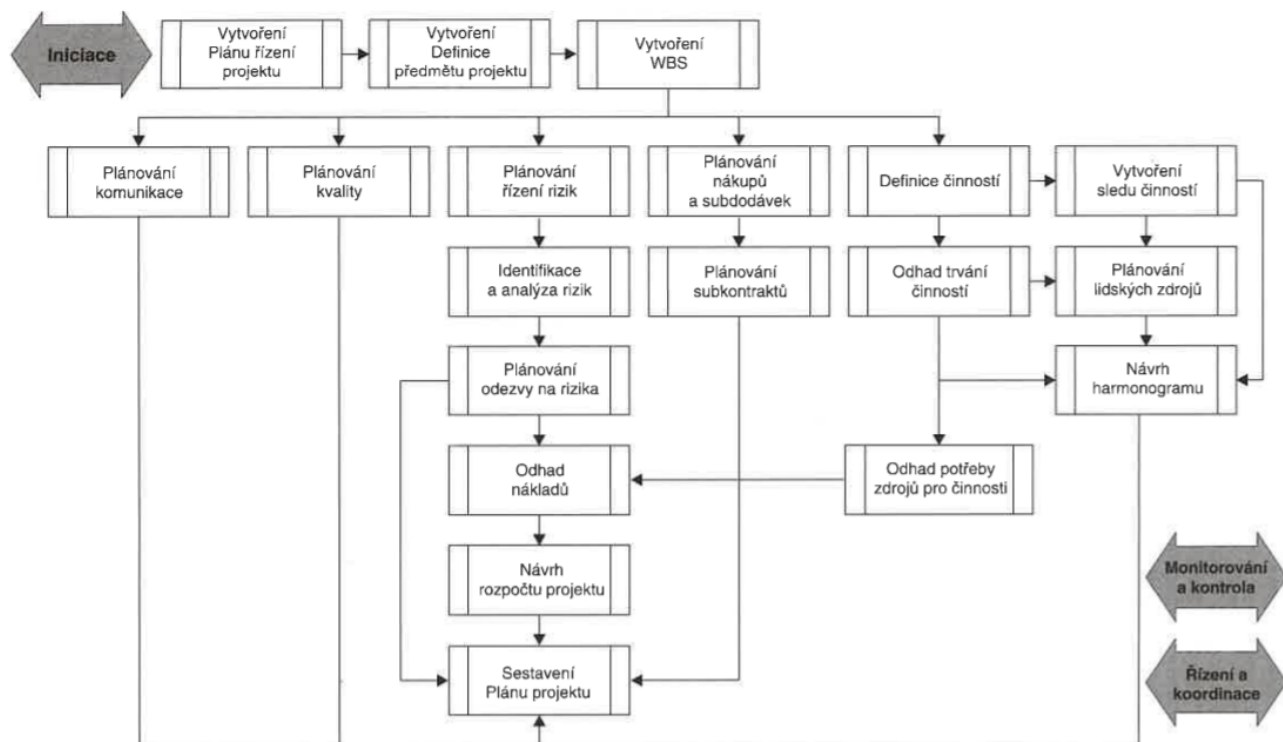 Iniciace
Vytvoření
Plánu řízení
projektu
Vytvoření
Definice
předmětu projektu
Vytvoření
WBS
Plánování
komunikace
Plánování
kvality
Plánování
řízení rizik
Plánování
nákupů
a subdodávek
Definice činností
Vytvoření
sledu činností
Identifikace
a analýza rizik
Plánování
subkontraktů
Odhad trvání
činností
Plánování
lidských zdrojů
Plánování
odezvy na rizika
Návrh
harmonogramu
Odhad
nákladů
Odhad potřeby
zdrojů pro činnosti
Návrh
rozpočtu projektu
Monitorování
a kontrola
Sestavení
Plánu projektu
Řízení a
koordinace